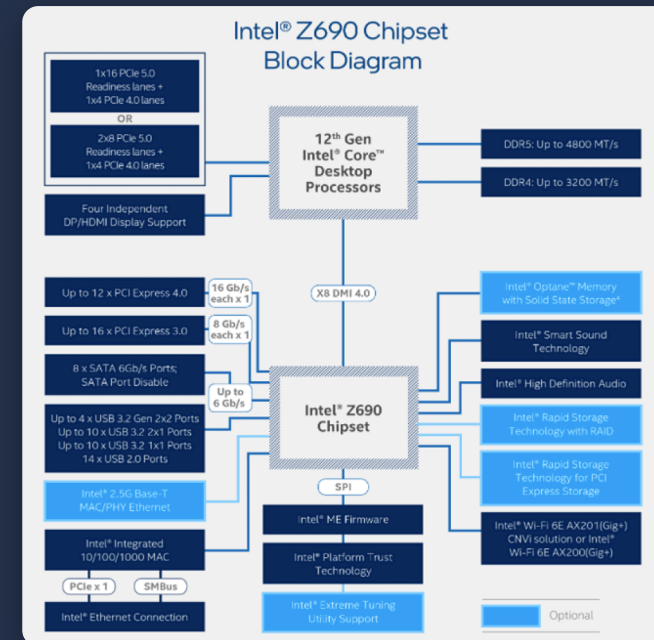 Intel® Z690 Chipset
Block Diagram
1x16 PCIe 5.0
Readiness lanes +
1x4 PCIe 4.0 lanes
OR
2x8 PCIe 5.0
Readiness lanes +
1x4 PCIe 4.0 lanes
Four Independent
DP/HDMI Display Support
12th Gen
Intel® Core™
Desktop
Processors
DDR5: Up to 4800 MT/s
DDR4: Up to 3200 MT/s
X8 DMI 4.0
Up to 12 x PCI Express 4.0
16 Gb/s
each x 1
Up to 16 x PCI Express 3.0
8 Gb/s
each x 1
8 x SATA 6Gb/s Ports;
SATA Port Disable
Up to
6 Gb/s
Up to 4 x USB 3.2 Gen 2x2 Ports
Up to 10 x USB 3.2 2x1 Ports
Up to 10 x USB 3.2 1x1 Ports
14 x USB 2.0 Ports
Intel® 2.5G Base-T
MAC/PHY Ethernet
Intel® Integrated
10/100/1000 MAC
PCIe x 1
SMBus
Intel® Ethernet Connection
Intel® Z690
Chipset
SPI
Intel® ME Firmware
Intel® Platform Trust
Technology
Intel® Extreme Tuning
Utility Support
Intel® Optane™ Memory
with Solid State Storage⁴
Intel® Smart Sound
Technology
Intel® High Definition Audio
Intel® Rapid Storage
Technology with RAID
Intel® Rapid Storage
Technology for PCI
Express Storage
Intel® Wi-Fi 6E AX201(Gig+)
CNVi solution or Intel®
Wi-Fi 6E AX200(Gig+)
Optional